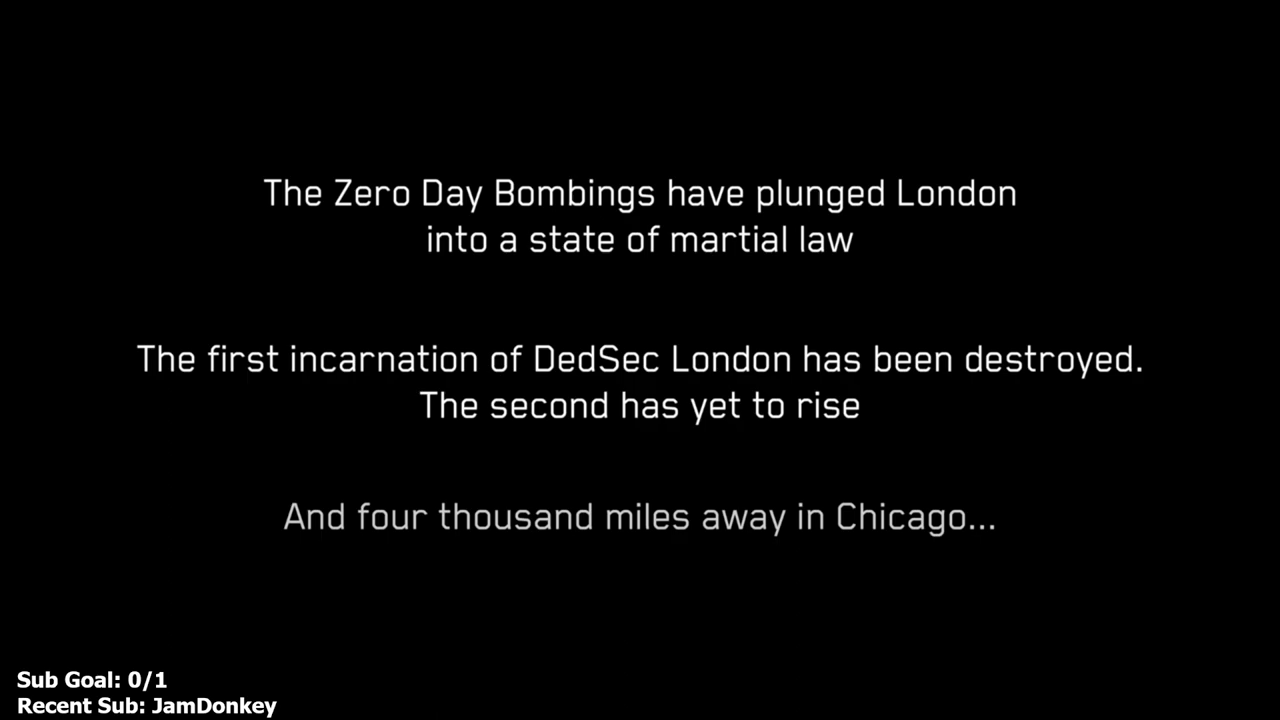 The Zero Day Bombings have plunged London
into a state of martial law
The first incarnation of DedSec London has been destroyed.
The second has yet to rise
And four thousand miles away in Chicago...
Sub Goal: 0/1
Recent Sub: JamDonkey